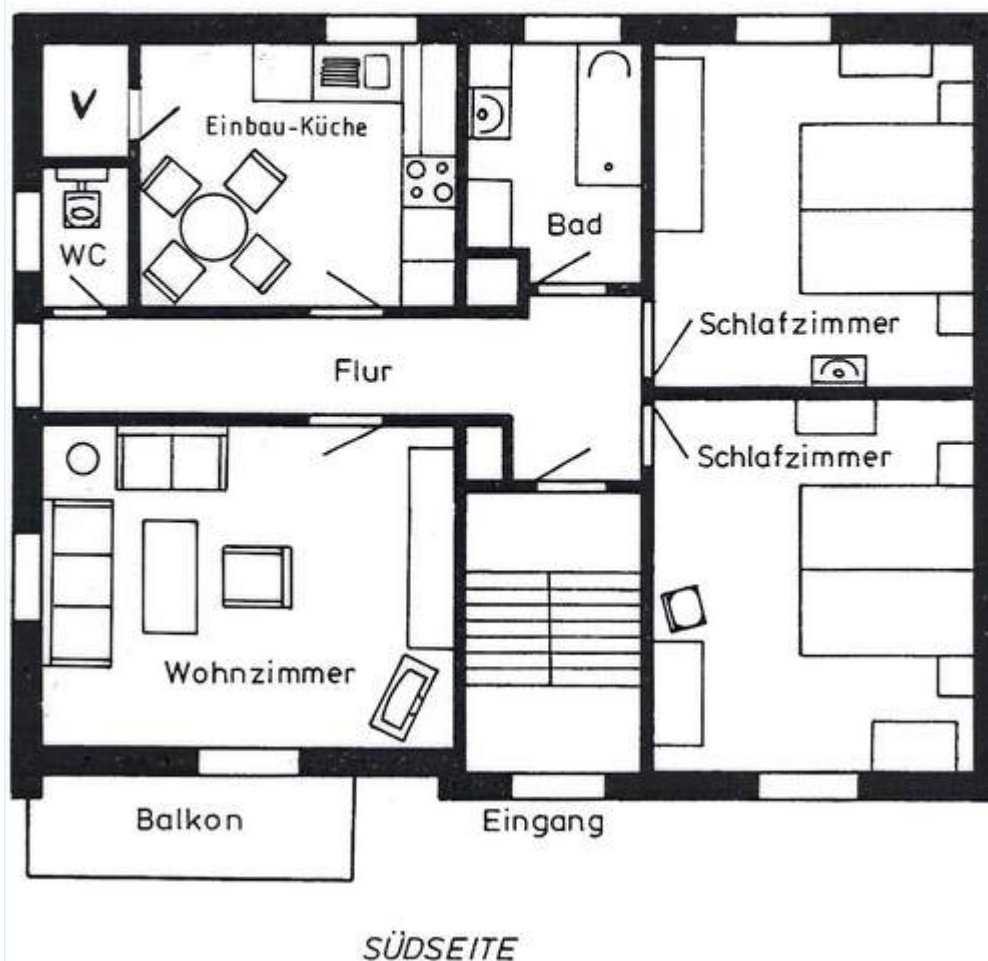 V
Einbau-Küche
WC
Bad
Schlafzimmer
Flur
Schlafzimmer
Wohnzimmer
Balkon
Eingang
SÜDSEITE